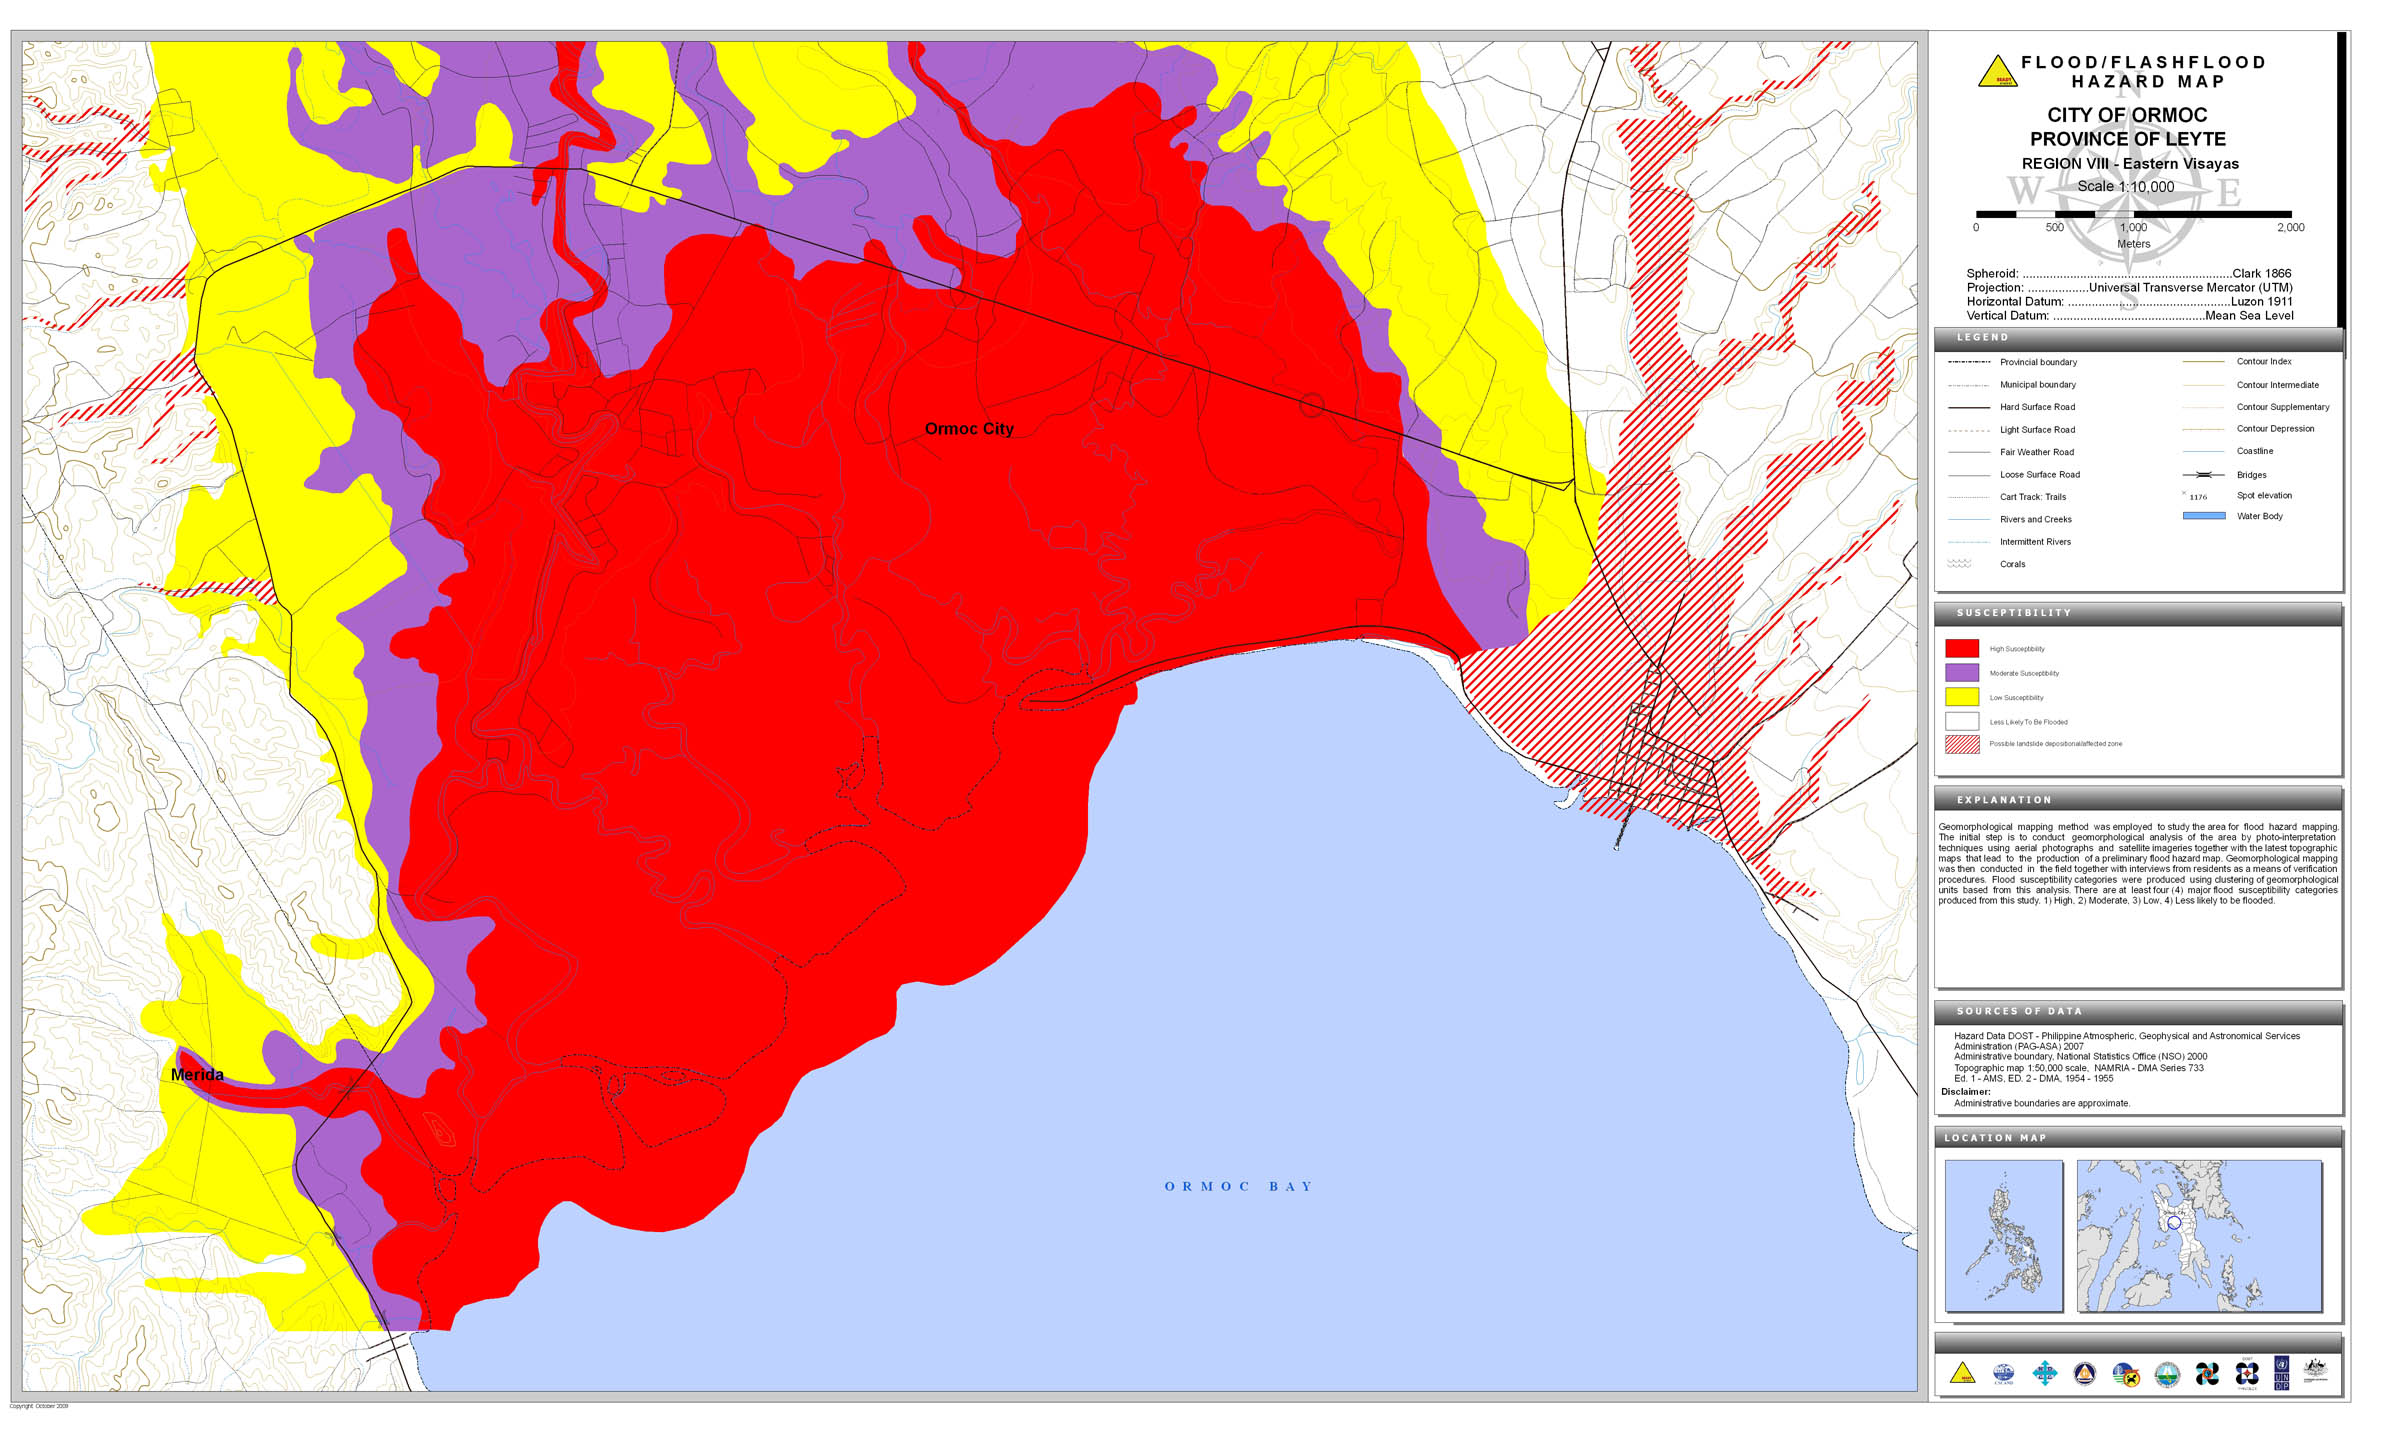 FLOOD/FLASHFLOOD
HAZARD MAP
CITY OF ORMOC
PROVINCE OF LEYTE
REGION VIII - Eastern Visayas
Scale 1:10,000
N
W
E
S
0 500 1,000 2,000
Meters
Spheroid: ........................................................Clark 1866
Projection: .................Universal Transverse Mercator (UTM)
Horizontal Datum: ............................................Luzon 1911
Vertical Datum: .........................................Mean Sea Level
LEGEND
Provincial boundary
Municipal boundary
Hard Surface Road
Light Surface Road
Fair Weather Road
Loose Surface Road
Cart Track: Trails
Rivers and Creeks
Intermittent Rivers
Corals
Contour Index
Contour Intermediate
Contour Supplementary
Contour Depression
Coastline
Bridges
1176 Spot elevation
Water Body
SUSCEPTIBILITY
High Susceptibility
Moderate Susceptibility
Low Susceptibility
Less Likely To Be Flooded
Possible landslide depositional/affected zone
EXPLANATION
Geomorphological mapping method was employed to study the area for flood hazard mapping.
The initial step is to conduct geomorphological analysis of the area by photo-interpretation
techniques using aerial photographs and satellite imageries together with the latest topographic
maps that lead to the production of a preliminary flood hazard map. Geomorphological mapping
was then conducted in the field together with interviews from residents as a means of verification
procedures. Flood susceptibility categories were produced using clustering of geomorphological
units based from this analysis. There are at least four (4) major flood susceptibility categories
produced from this study. 1) High, 2) Moderate, 3) Low, 4) Less likely to be flooded.
SOURCES OF DATA
Hazard Data DOST - Philippine Atmospheric, Geophysical and Astronomical Services
Administration (PAG-ASA) 2007
Administrative boundary, National Statistics Office (NSO) 2000
Topographic map 1:50,000 scale, NAMRIA - DMA Series 733
Ed. 1 - AMS, ED. 2 - DMA, 1954 - 1955
Disclaimer:
Administrative boundaries are approximate.
LOCATION MAP
Ormoc City
Merida
ORMOC BAY
Copyright October 2009